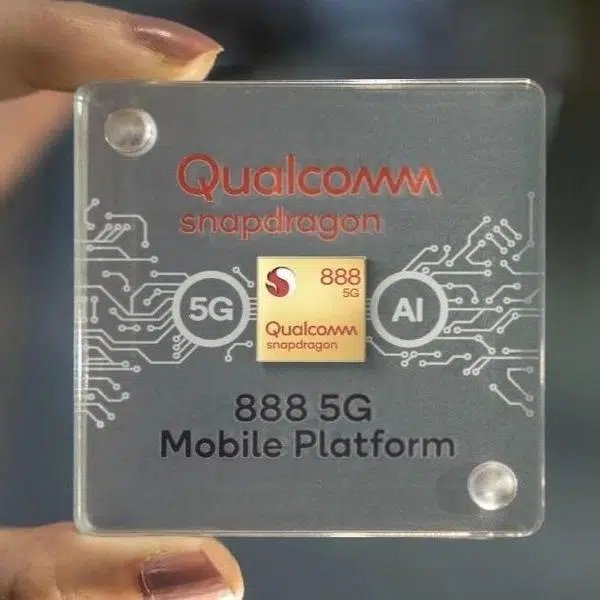 Qualcomm
snapdragon
5G
888
5G
Qualcomm
snapdragon
AI
888 5G
Mobile Platform